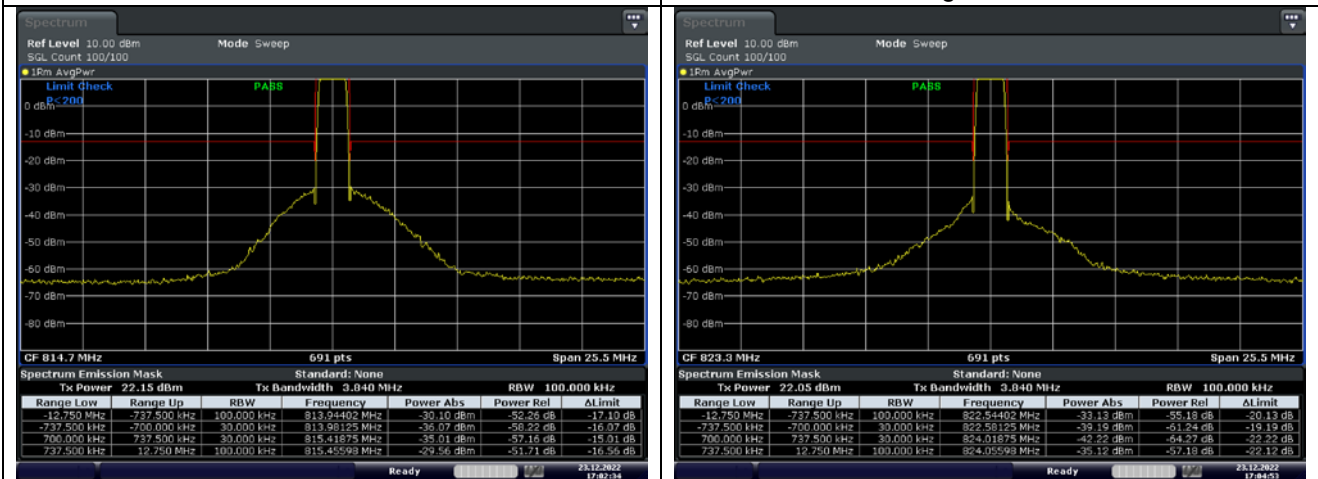 Spectrum
Ref Level 10.00 dBm Mode Sweep
SGL Count 100/100
1Rm AvgPwr
Limit Check PASS
P<200
0 dBm
-10 dBm
-20 dBm
-30 dBm
-40 dBm
-50 dBm
-60 dBm
-70 dBm
-80 dBm
CF 814.7 MHz 691 pts Span 25.5 MHz
Spectrum Emission Mask Standard: None
Tx Power 22.15 dBm Tx Bandwidth 3.840 MHz RBW 100.000 kHz
Range Low Range Up RBW Frequency Power Abs Power Rel ΔLimit
-12.750 MHz -737.500 kHz 100.000 kHz 813.94402 MHz -30.10 dBm -52.26 dB -17.10 dB
-737.500 kHz -700.000 kHz 30.000 kHz 813.98125 MHz -36.07 dBm -58.22 dB -16.07 dB
700.000 kHz 737.500 kHz 30.000 kHz 815.41875 MHz -35.01 dBm -57.16 dB -15.01 dB
737.500 kHz 12.750 MHz 100.000 kHz 815.45598 MHz -29.56 dBm -51.71 dB -16.56 dB
Ready 23.12.2022
17:02:34
Spectrum
Ref Level 10.00 dBm Mode Sweep
SGL Count 100/100
1Rm AvgPwr
Limit Check PASS
P<200
0 dBm
-10 dBm
-20 dBm
-30 dBm
-40 dBm
-50 dBm
-60 dBm
-70 dBm
-80 dBm
CF 823.3 MHz 691 pts Span 25.5 MHz
Spectrum Emission Mask Standard: None
Tx Power 22.05 dBm Tx Bandwidth 3.840 MHz RBW 100.000 kHz
Range Low Range Up RBW Frequency Power Abs Power Rel ΔLimit
-12.750 MHz -737.500 kHz 100.000 kHz 822.54402 MHz -33.13 dBm -55.18 dB -20.13 dB
-737.500 kHz -700.000 kHz 30.000 kHz 822.58125 MHz -39.19 dBm -61.24 dB -19.19 dB
700.000 kHz 737.500 kHz 30.000 kHz 824.01875 MHz -42.22 dBm -64.27 dB -22.22 dB
737.500 kHz 12.750 MHz 100.000 kHz 824.05598 MHz -35.12 dBm -57.18 dB -22.12 dB
Ready 23.12.2022
17:04:53